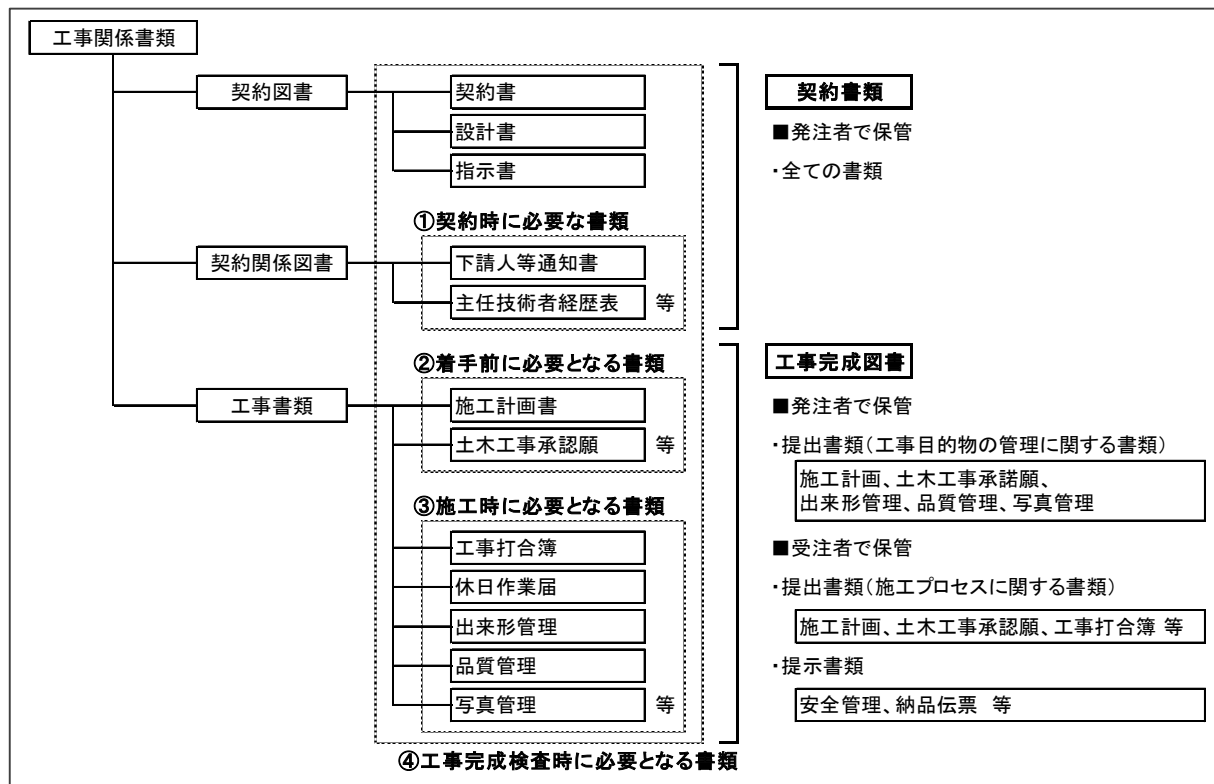 工事関係書類
契約図書
契約書
設計書
指示書
①契約時に必要な書類
契約関係図書
下請人等通知書
主任技術者経歴表 等
②着手前に必要となる書類
工事書類
施工計画書
土木工事承認願 等
③施工時に必要となる書類
工事打合簿
休日作業届
出来形管理
品質管理
写真管理 等
④工事完成検査時に必要となる書類
契約書類
■発注者で保管
・全ての書類
工事完成図書
■発注者で保管
・提出書類(工事目的物の管理に関する書類)
施工計画、土木工事承諾願、
出来形管理、品質管理、写真管理
■受注者で保管
・提出書類(施工プロセスに関する書類)
施工計画、土木工事承認願、工事打合簿 等
・提示書類
安全管理、納品伝票 等